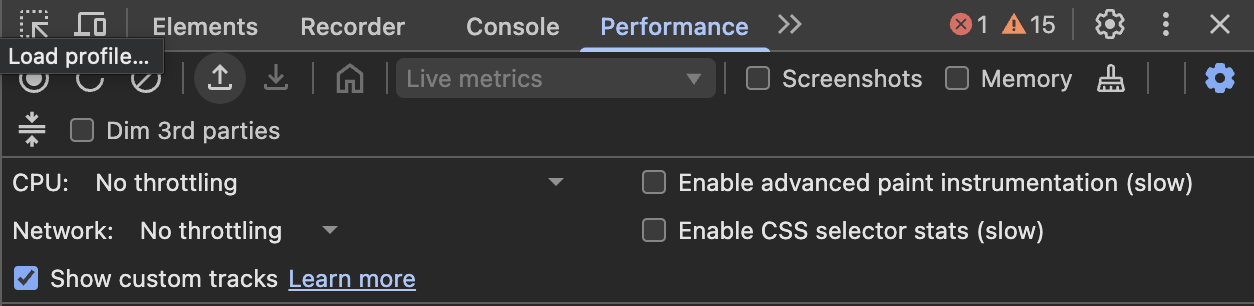 Elements Recorder Console Performance 1 15
Load profile...
Live metrics Screenshots Memory
Dim 3rd parties
CPU: No throttling Enable advanced paint instrumentation (slow)
Network: No throttling Enable CSS selector stats (slow)
Show custom tracks Learn more